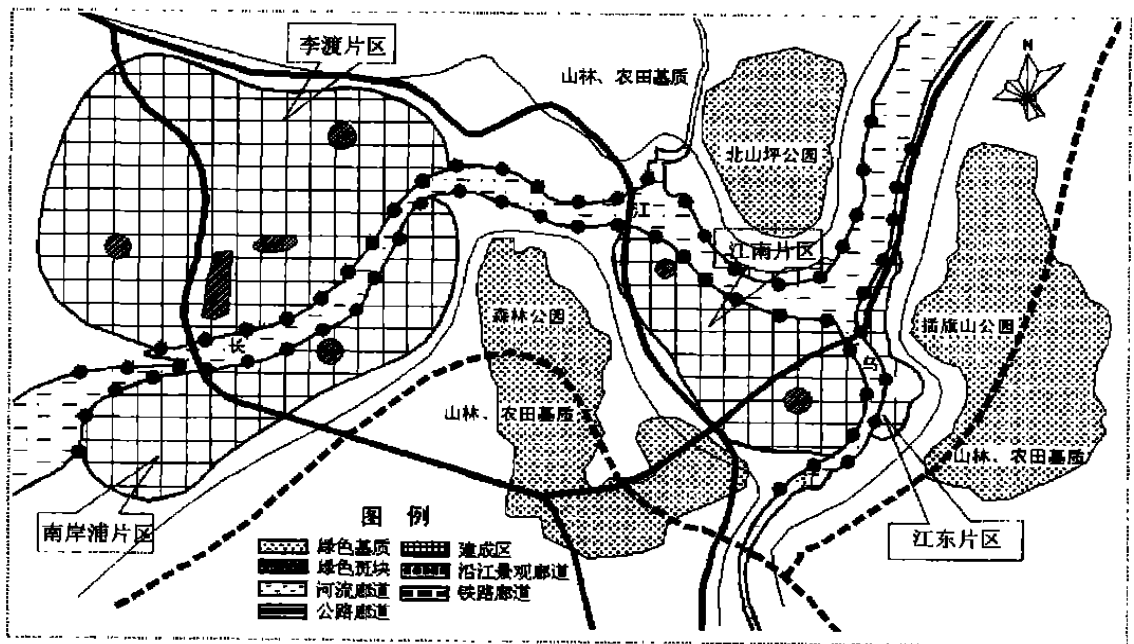 李渡片区
山林、农田基质
N
北山坪公园
江
江南片区
森林公园
插旗山公园
长
乌
山林、农田基质
山林、农田基质
江
南岸浦片区
江东片区
图 例
绿色基质
建成区
绿色斑块
沿江景观廊道
河流廊道
铁路廊道
公路廊道